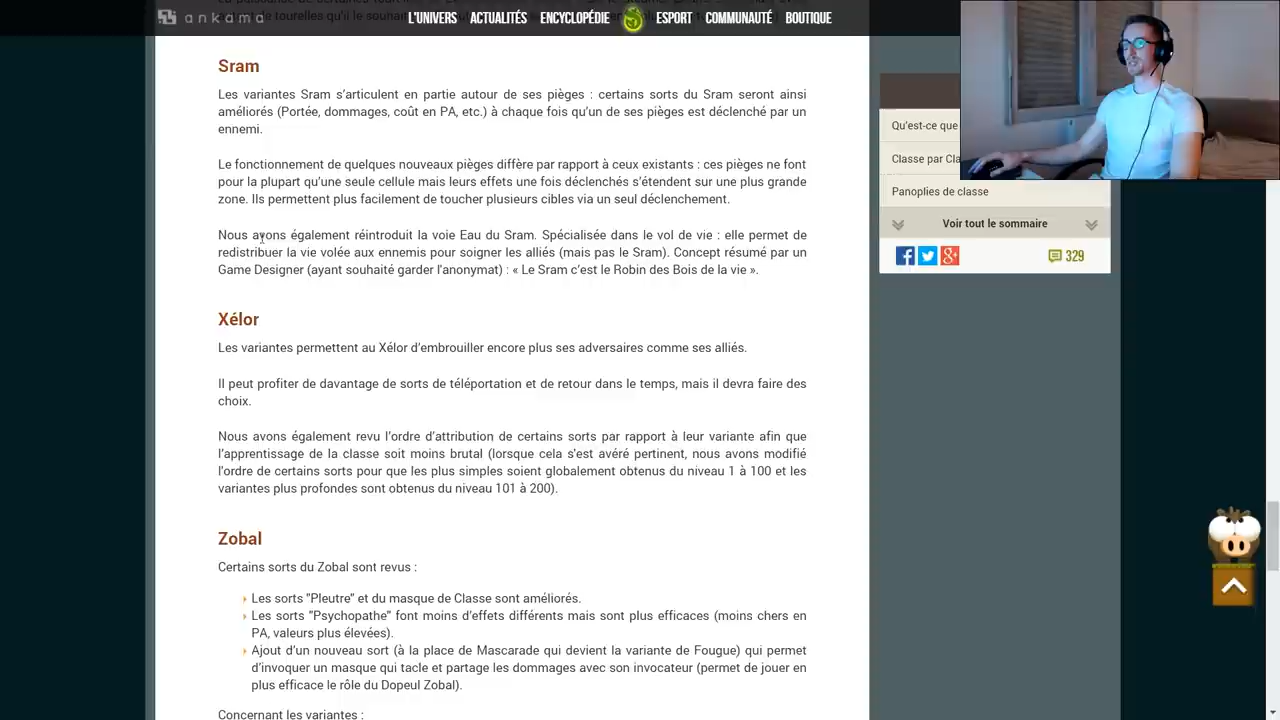 ankama
L'UNIVERS ACTUALITÉS ENCYCLOPÉDIE ESPORT COMMUNAUTÉ BOUTIQUE
Sram
Les variantes Sram s'articulent en partie autour de ses pièges : certains sorts du Sram seront ainsi
améliorés (Portée, dommages, coût en PA, etc.) à chaque fois qu'un de ses pièges est déclenché par un
ennemi.
Le fonctionnement de quelques nouveaux pièges diffère par rapport à ceux existants : ces pièges ne font
pour la plupart qu'une seule cellule mais leurs effets une fois déclenchés s'étendent sur une plus grande
zone. Ils permettent plus facilement de toucher plusieurs cibles via un seul déclenchement.
Nous avons également réintroduit la voie Eau du Sram. Spécialisée dans le vol de vie : elle permet de
redistribuer la vie volée aux ennemis pour soigner les alliés (mais pas le Sram). Concept résumé par un
Game Designer (ayant souhaité garder l'anonymat) : « Le Sram c'est le Robin des Bois de la vie ».
Xélor
Les variantes permettent au Xélor d'embrouiller encore plus ses adversaires comme ses alliés.
Il peut profiter de davantage de sorts de téléportation et de retour dans le temps, mais il devra faire des
choix.
Nous avons également revu l'ordre d'attribution de certains sorts par rapport à leur variante afin que
l'apprentissage de la classe soit moins brutal (lorsque cela s'est avéré pertinent, nous avons modifié
l'ordre de certains sorts pour que les plus simples soient globalement obtenus du niveau 1 à 100 et les
variantes plus profondes sont obtenus du niveau 101 à 200).
Zobal
Certains sorts du Zobal sont revus :
Les sorts "Pleutre" et du masque de Classe sont améliorés.
Les sorts "Psychopathe" font moins d'effets différents mais sont plus efficaces (moins chers en
PA, valeurs plus élevées).
Ajout d'un nouveau sort (à la place de Mascarade qui devient la variante de Fougue) qui permet
d'invoquer un masque qui tacle et partage les dommages avec son invocateur (permet de jouer en
plus efficace le rôle du Dopeul Zobal).
Concernant les variantes :
Qu'est-ce que
Classe par Cla
Panoplies de classe
Voir tout le sommaire
329